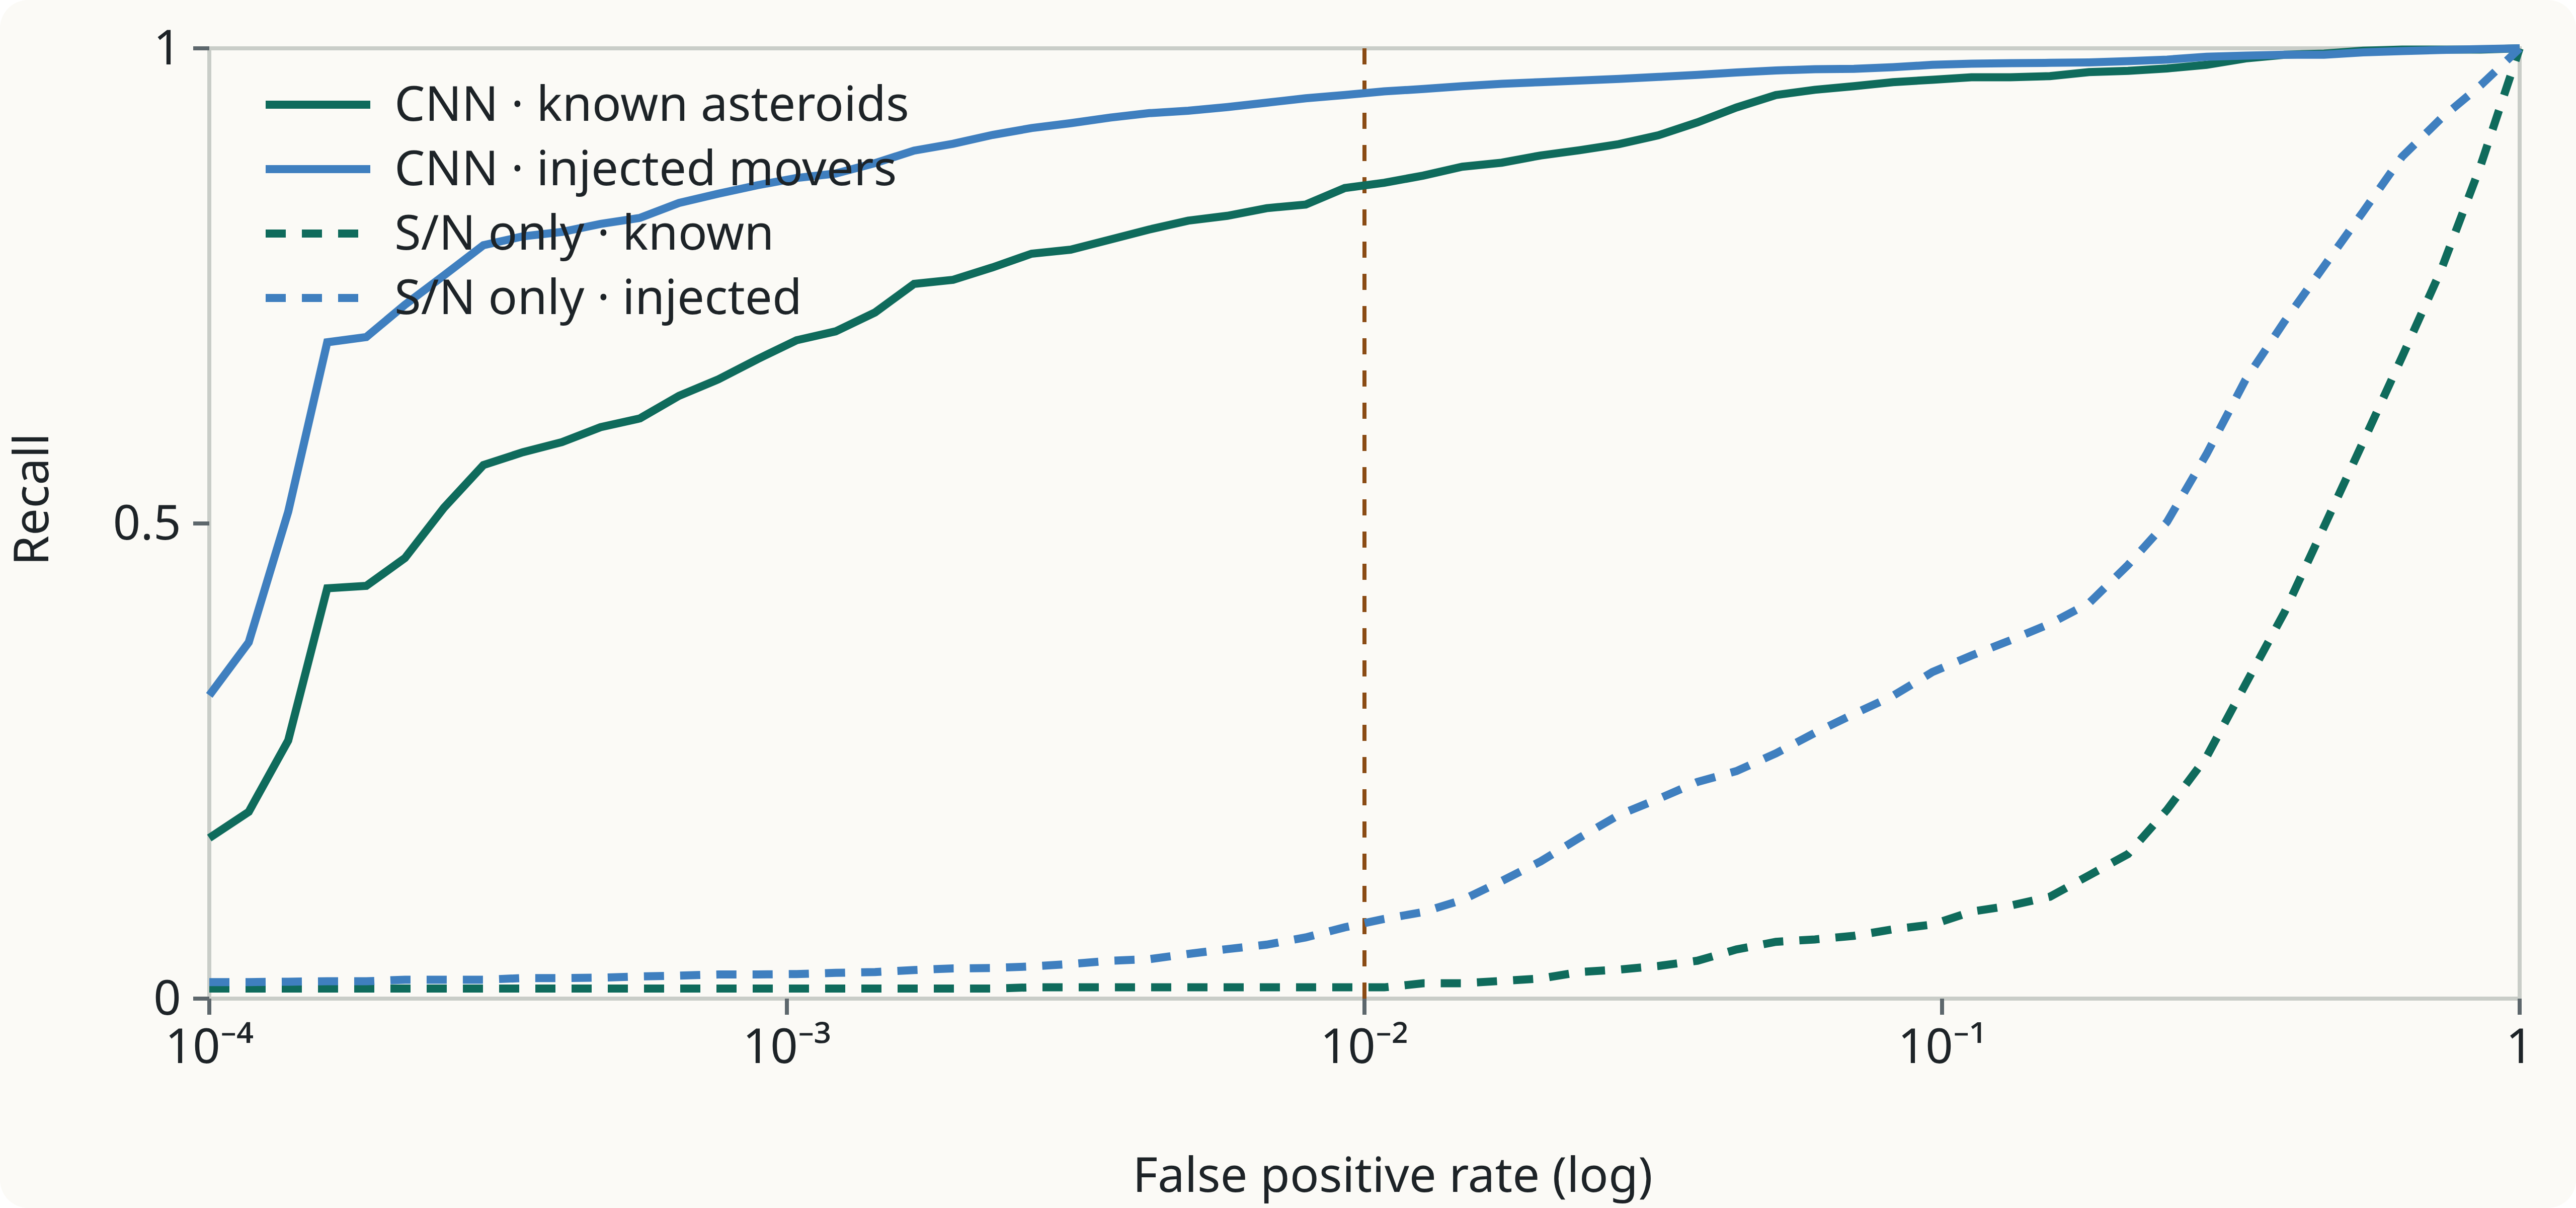 1
CNN · known asteroids
CNN · injected movers
S/N only · known
S/N only · injected
Recall
0.5
0
10⁻⁴ 10⁻³ 10⁻² 10⁻¹ 1
False positive rate (log)